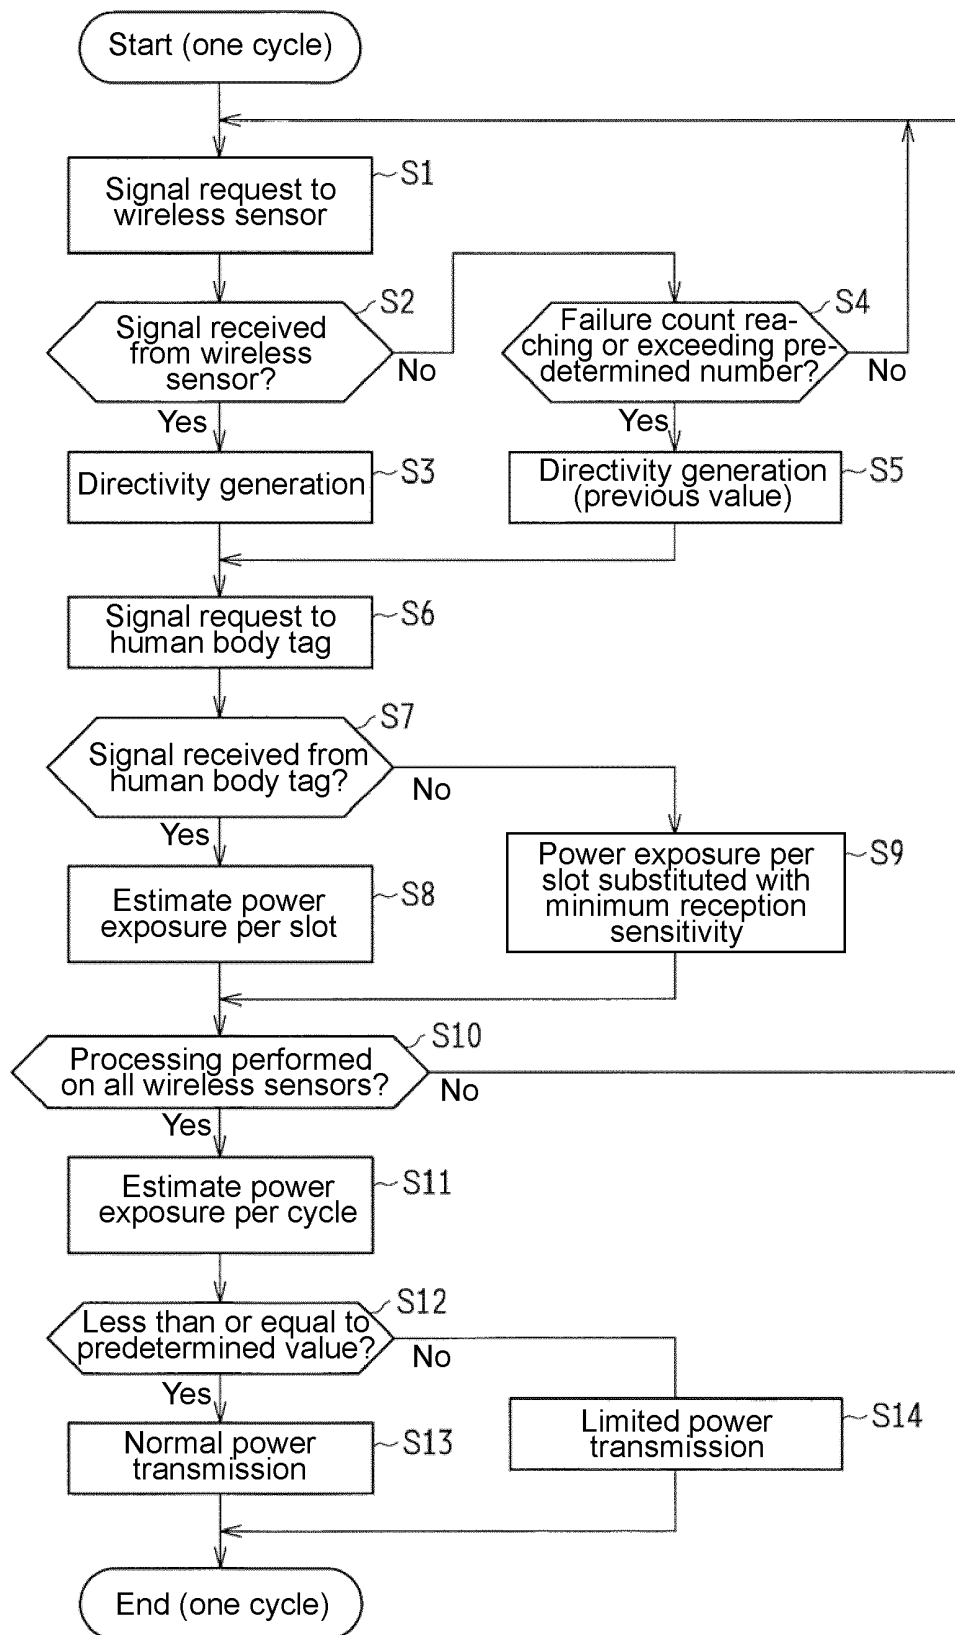 Start (one cycle)
Signal request to
wireless sensor
S1
Signal received
from wireless
sensor?
S2
No
Yes
Failure count rea-
ching or exceeding pre-
determined number?
S4
No
Yes
Directivity generation
S3
Directivity generation
(previous value)
S5
Signal request to
human body tag
S6
Signal received from
human body tag?
S7
No
Yes
Estimate power
exposure per slot
S8
Power exposure per
slot substituted with
minimum reception
sensitivity
S9
Processing performed
on all wireless sensors?
S10
No
Yes
Estimate power
exposure per cycle
S11
Less than or equal to
predetermined value?
S12
No
Yes
Normal power
transmission
S13
Limited power
transmission
S14
End (one cycle)